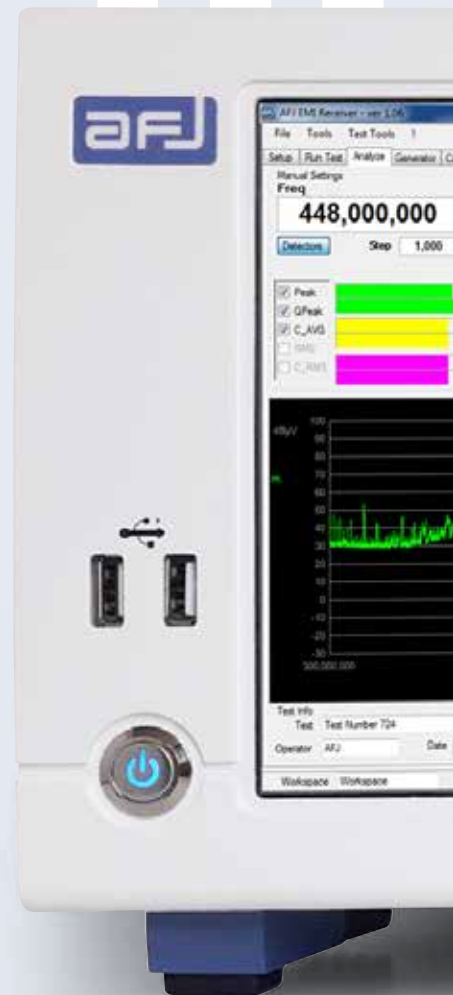 afj
AFJ EMI Receiver - ver 1.06
File Tools Test Tools !
Setup Run Test Analyze Generator
Manual Settings
Freq
448,000,000
Detectors Step 1,000
Peak
QPeak
C_AVG
RMS
C_RMS
dBµV
100
90
80
70
60
50
40
30
20
10
0
-10
-20
-30
300,000,000
Test Info
Test Test Number 724
Operator AFJ Date
Workspace Workspace